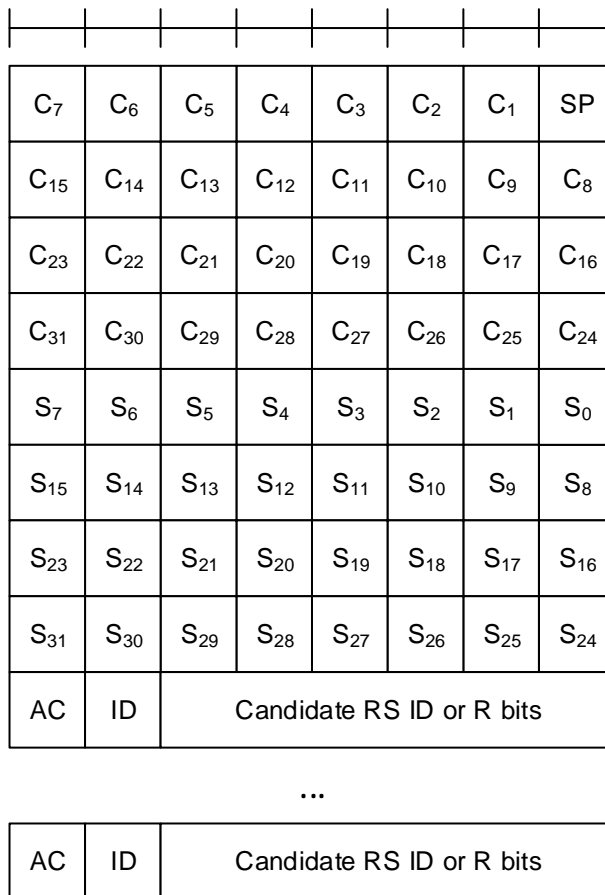 C₇ C₆ C₅ C₄ C₃ C₂ C₁ SP
C₁₅ C₁₄ C₁₃ C₁₂ C₁₁ C₁₀ C₉ C₈
C₂₃ C₂₂ C₂₁ C₂₀ C₁₉ C₁₈ C₁₇ C₁₆
C₃₁ C₃₀ C₂₉ C₂₈ C₂₇ C₂₆ C₂₅ C₂₄
S₇ S₆ S₅ S₄ S₃ S₂ S₁ S₀
S₁₅ S₁₄ S₁₃ S₁₂ S₁₁ S₁₀ S₉ S₈
S₂₃ S₂₂ S₂₁ S₂₀ S₁₉ S₁₈ S₁₇ S₁₆
S₃₁ S₃₀ S₂₉ S₂₈ S₂₇ S₂₆ S₂₅ S₂₄
AC ID Candidate RS ID or R bits
...
AC ID Candidate RS ID or R bits